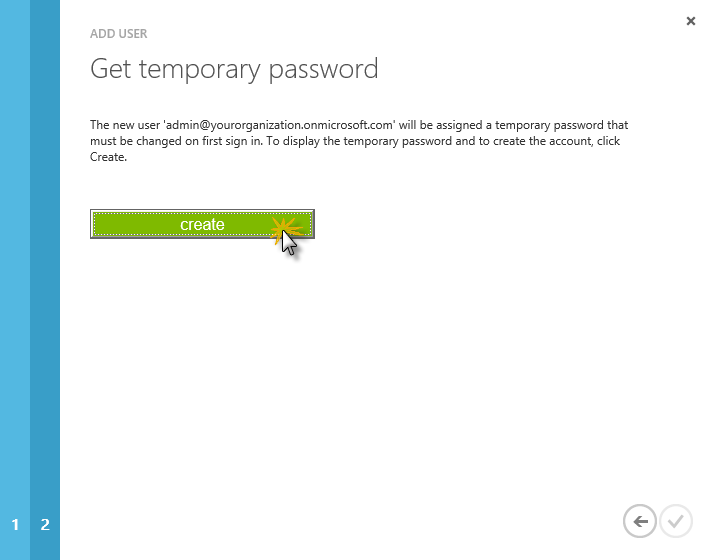 ADD USER
Get temporary password
The new user 'admin@yourorganization.onmicrosoft.com' will be assigned a temporary password that
must be changed on first sign in. To display the temporary password and to create the account, click
Create.
create
1 2